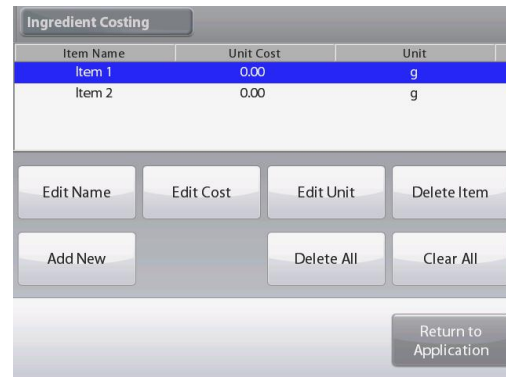 Ingredient Costing
Item Name Unit Cost Unit
Item 1 0.00 g
Item 2 0.00 g
Edit Name Edit Cost Edit Unit Delete Item
Add New Delete All Clear All
Return to
Application